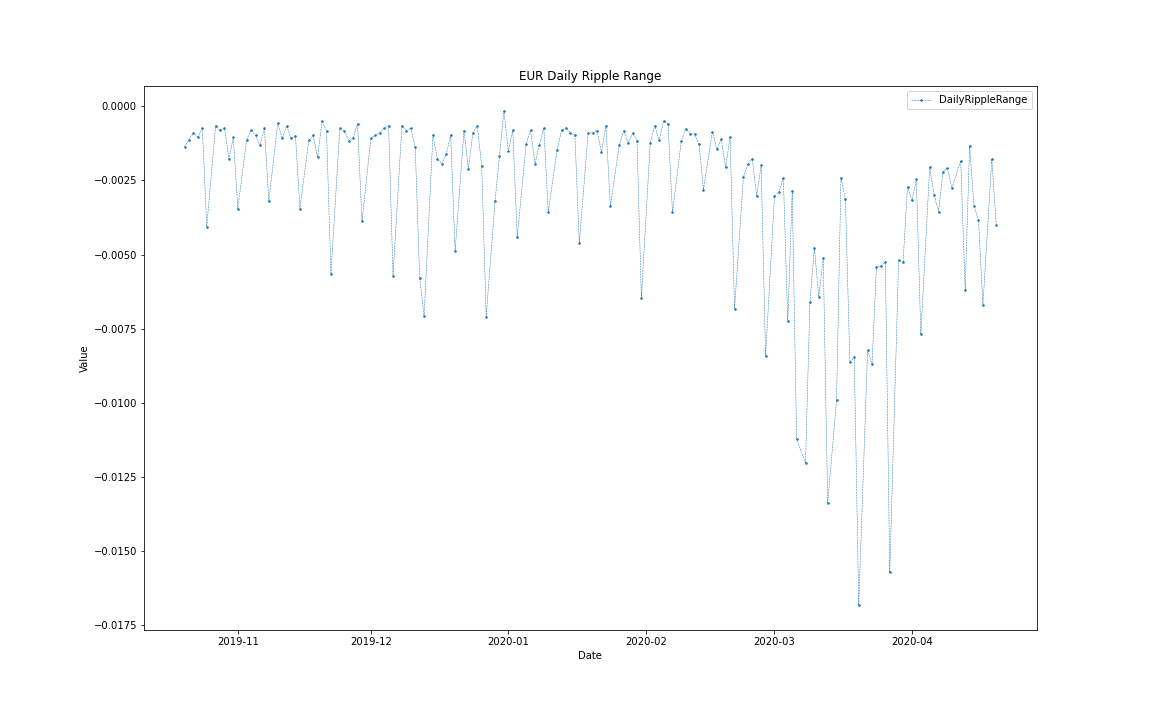 EUR Daily Ripple Range
DailyRippleRange
0.0000
−0.0025
−0.0050
−0.0075
−0.0100
−0.0125
−0.0150
−0.0175
Value
2019-11 2019-12 2020-01 2020-02 2020-03 2020-04
Date